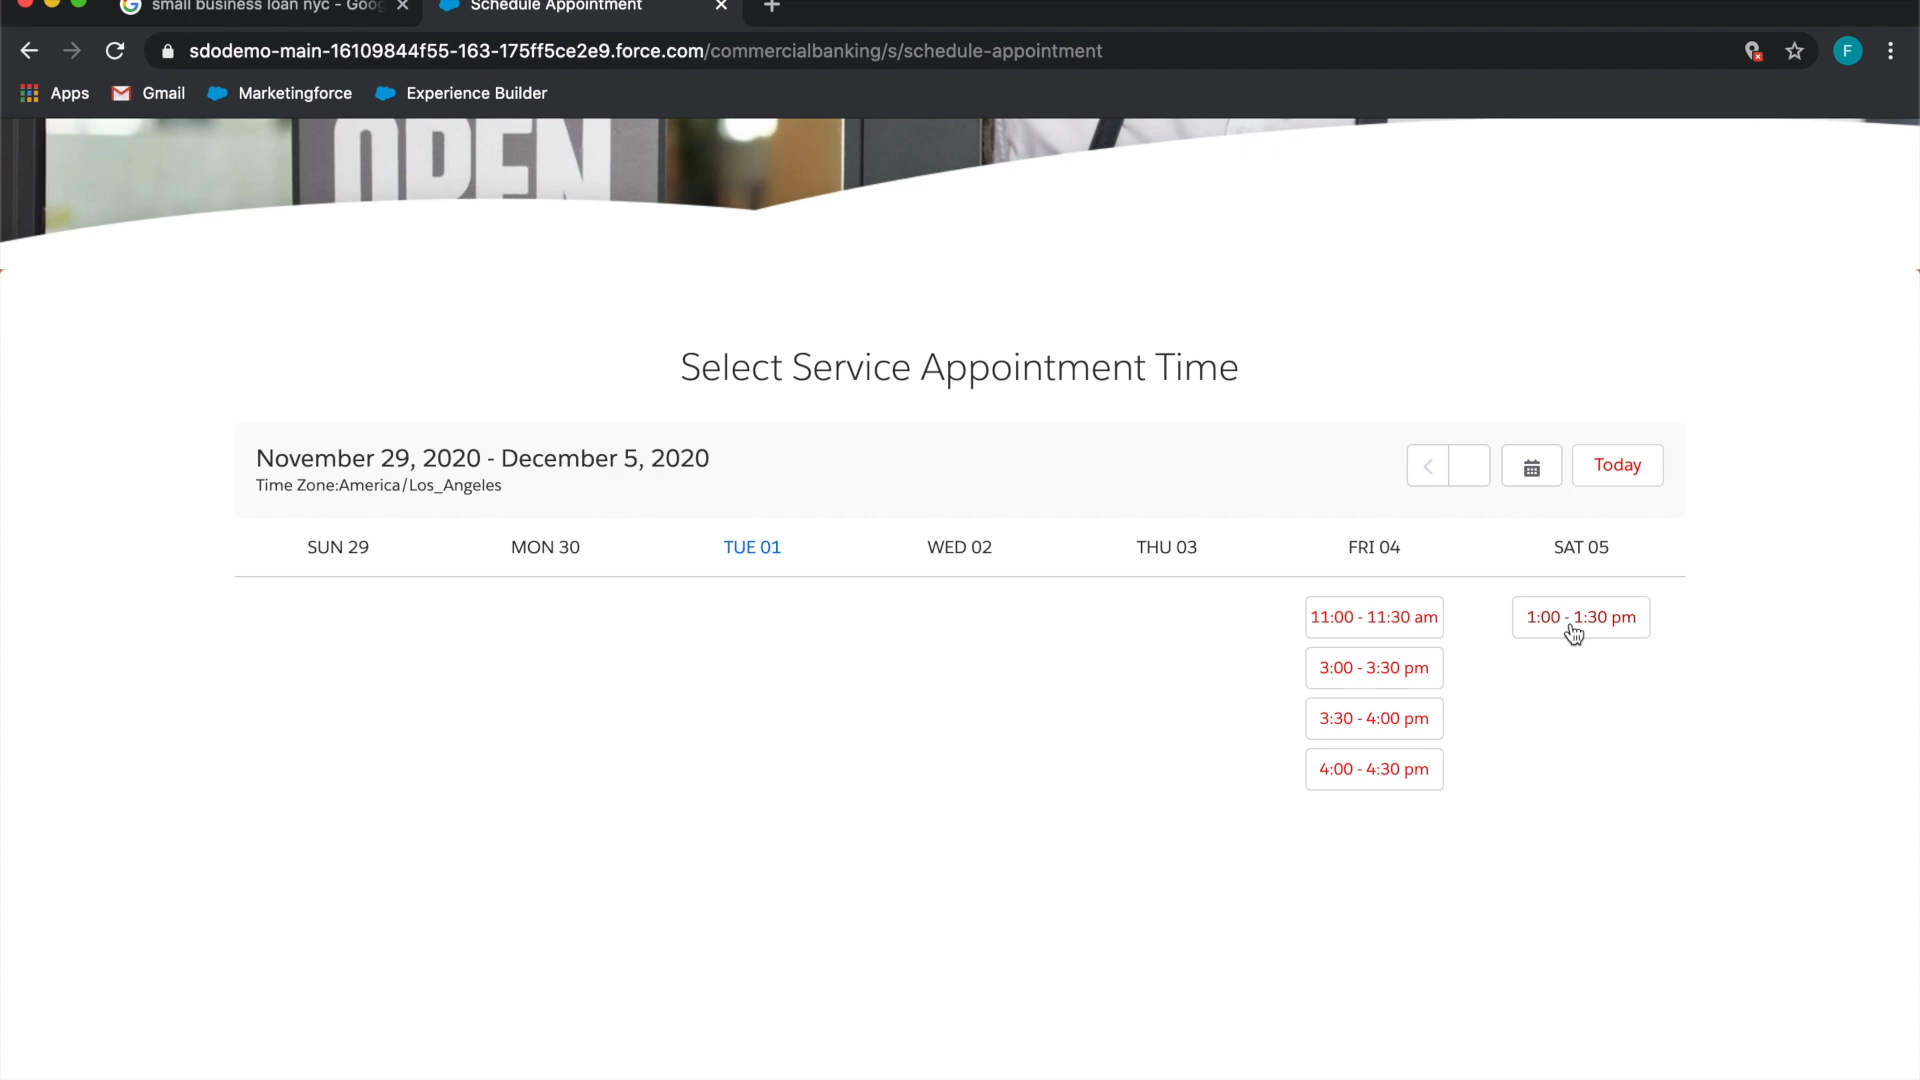 small business loan nyc - Goo
Schedule Appointment
sdodemo-main-16109844f55-163-175ff5ce2e9.force.com/commercialbanking/s/schedule-appointment
F
Apps Gmail Marketingforce Experience Builder
OPEN
Select Service Appointment Time
November 29, 2020 - December 5, 2020
Time Zone:America/Los_Angeles
Today
SUN 29 MON 30 TUE 01 WED 02 THU 03 FRI 04 SAT 05
11:00 - 11:30 am 1:00 - 1:30 pm
3:00 - 3:30 pm
3:30 - 4:00 pm
4:00 - 4:30 pm